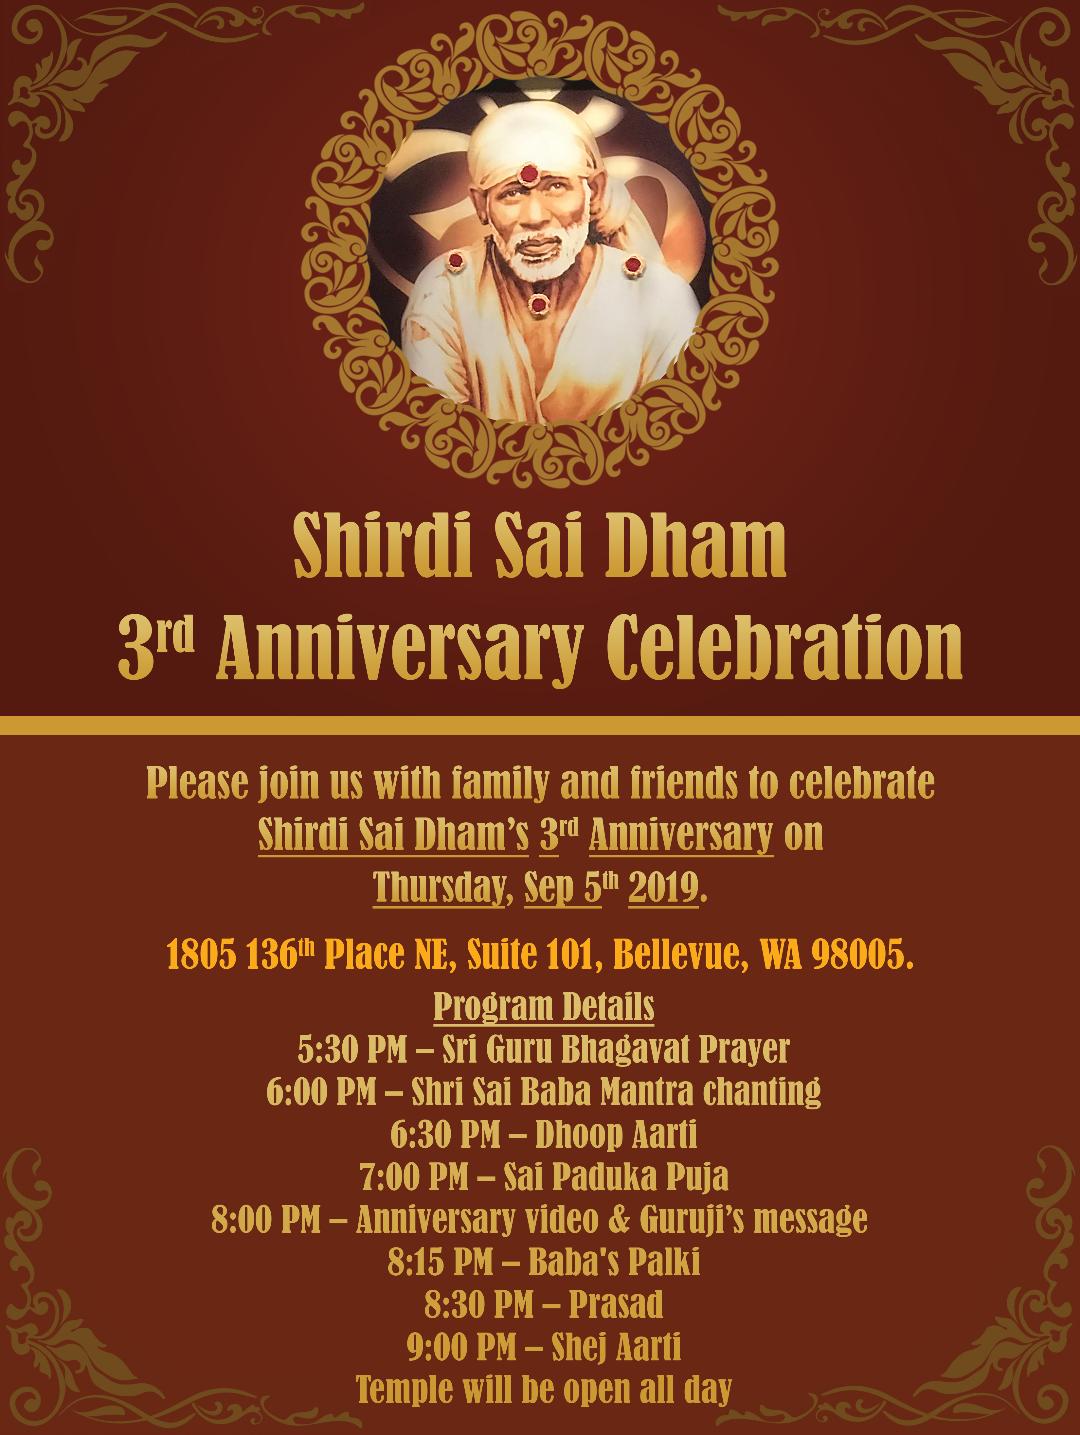 Shirdi Sai Dham
3rd Anniversary Celebration
Please join us with family and friends to celebrate
Shirdi Sai Dham’s 3rd Anniversary on
Thursday, Sep 5th 2019.
1805 136th Place NE, Suite 101, Bellevue, WA 98005.
Program Details
5:30 PM – Sri Guru Bhagavat Prayer
6:00 PM – Shri Sai Baba Mantra chanting
6:30 PM – Dhoop Aarti
7:00 PM – Sai Paduka Puja
8:00 PM – Anniversary video & Guruji’s message
8:15 PM – Baba's Palki
8:30 PM – Prasad
9:00 PM – Shej Aarti
Temple will be open all day